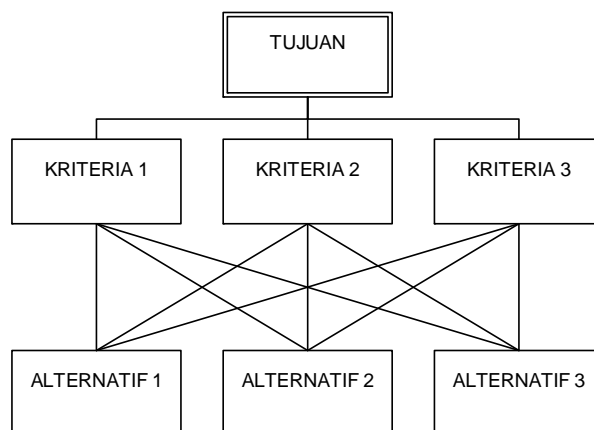 TUJUAN
KRITERIA 1
KRITERIA 2
KRITERIA 3
ALTERNATIF 1
ALTERNATIF 2
ALTERNATIF 3